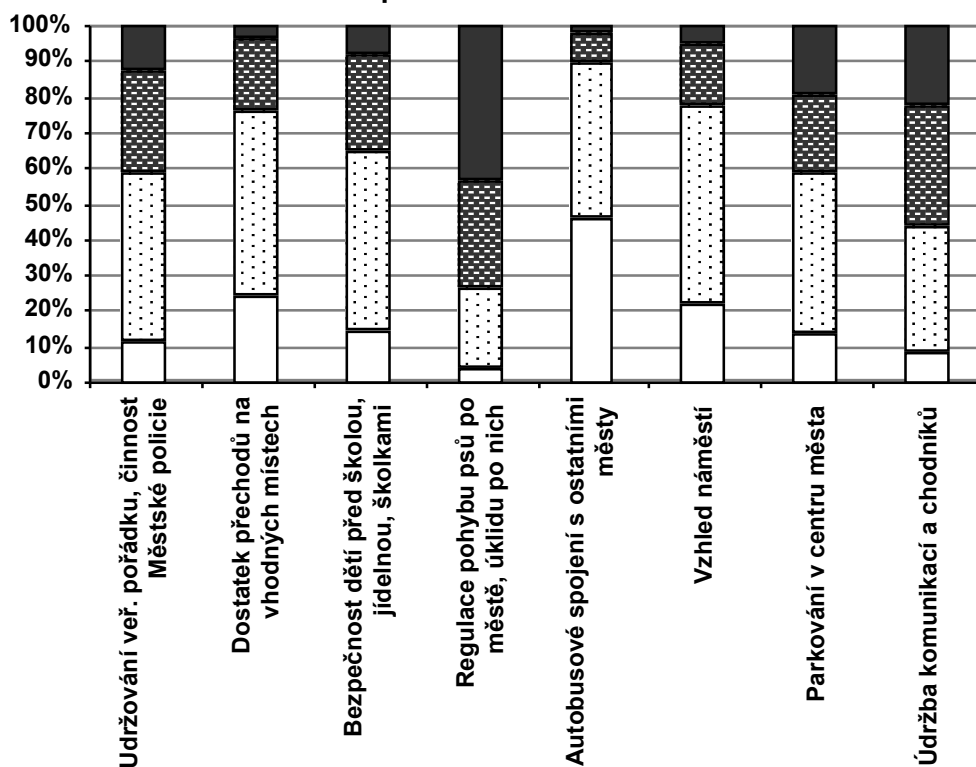 100%
90%
80%
70%
60%
50%
40%
30%
20%
10%
0%
Udržování veř. pořádku, činnost
Městské policie
Dostatek přechodů na
vhodných místech
Bezpečnost dětí před školou,
jídelnou, školkami
Regulace pohybu psů po
městě, úklidu po nich
Autobusové spojení s ostatními
městy
Vzhled náměstí
Parkování v centru města
Údržba komunikací a chodníků